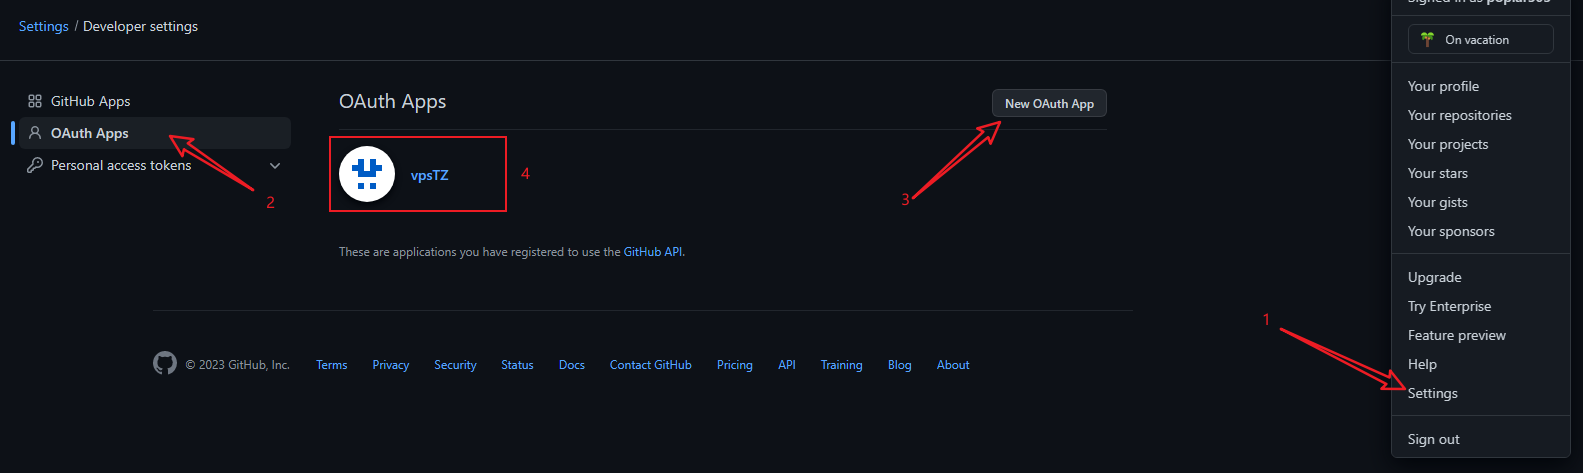 Settings / Developer settings
GitHub Apps
OAuth Apps
Personal access tokens
2
OAuth Apps
New OAuth App
3
vpsTZ
4
These are applications you have registered to use the GitHub API.
© 2023 GitHub, Inc.
Terms
Privacy
Security
Status
Docs
Contact GitHub
Pricing
API
Training
Blog
About
Signed in as
On vacation
Your profile
Your repositories
Your projects
Your stars
Your gists
Your sponsors
Upgrade
Try Enterprise
Feature preview
Help
1
Settings
Sign out